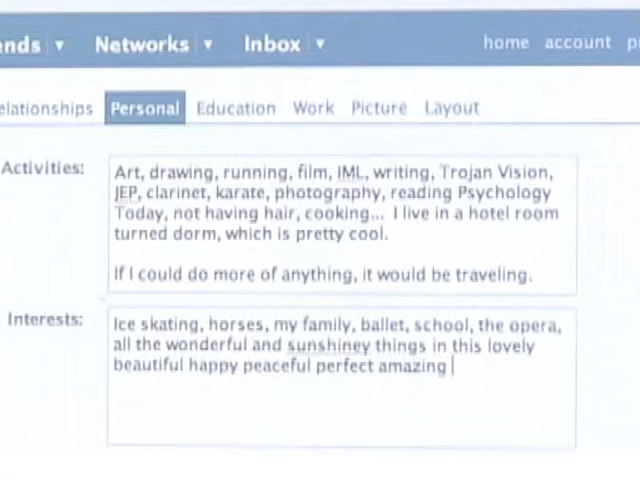 Networks ▾ Inbox ▾ home account
Personal Education Work Picture Layout
Activities: Art, drawing, running, film, IML, writing, Trojan Vision,
JEP, clarinet, karate, photography, reading Psychology
Today, not having hair, cooking... I live in a hotel room
turned dorm, which is pretty cool.
If I could do more of anything, it would be traveling.
Interests: Ice skating, horses, my family, ballet, school, the opera,
all the wonderful and sunshiney things in this lovely
beautiful happy peaceful perfect amazing